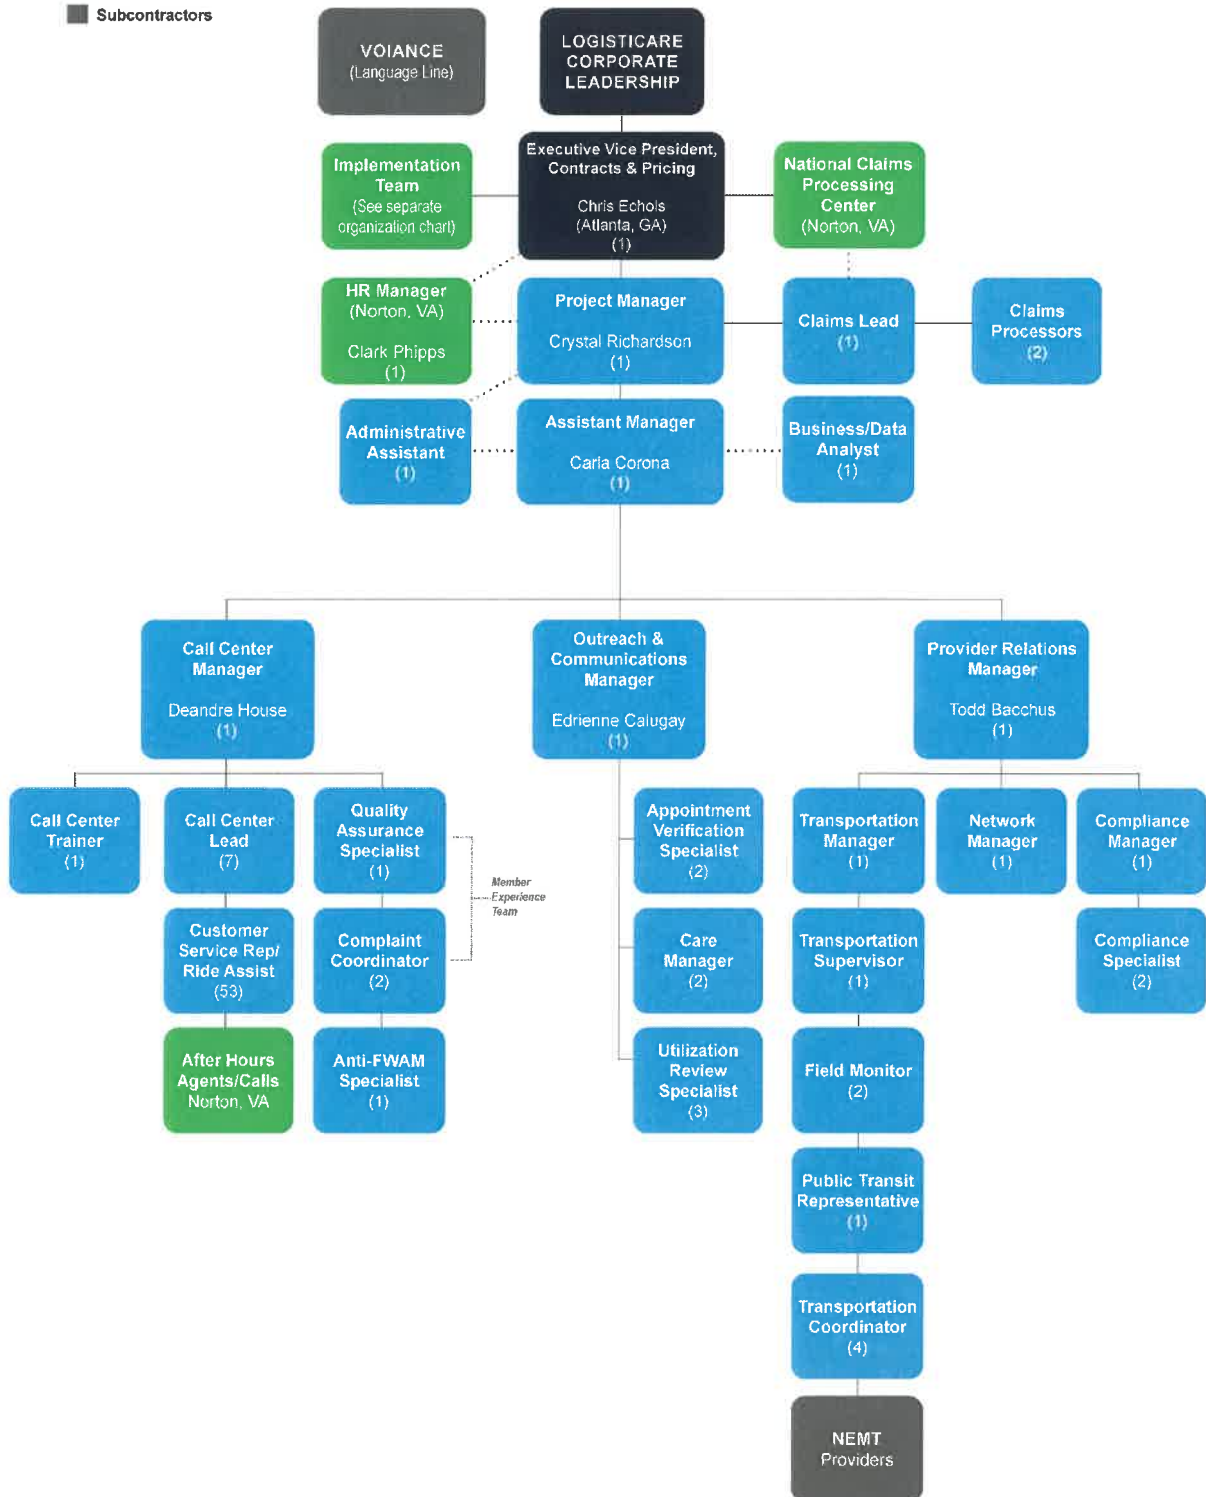 Subcontractors
VOIANCE
(Language Line)
LOGISTICARE
CORPORATE
LEADERSHIP
Implementation
Team
(See separate
organization chart)
Executive Vice President,
Contracts & Pricing
Chris Echols
(Atlanta, GA)
(1)
National Claims
Processing
Center
(Norton, VA)
HR Manager
(Norton, VA)
Clark Phipps
(1)
Project Manager
Crystal Richardson
(1)
Claims Lead
(1)
Claims
Processors
(2)
Administrative
Assistant
(1)
Assistant Manager
Carla Corona
(1)
Business/Data
Analyst
(1)
Call Center
Manager
Deandre House
(1)
Outreach &
Communications
Manager
Edrienne Calugay
(1)
Provider Relations
Manager
Todd Bacchus
(1)
Call Center
Trainer
(1)
Call Center
Lead
(7)
Quality
Assurance
Specialist
(1)
Member
Experience
Team
Appointment
Verification
Specialist
(2)
Transportation
Manager
(1)
Network
Manager
(1)
Compliance
Manager
(1)
Customer
Service Rep/
Ride Assist
(53)
Complaint
Coordinator
(2)
Care
Manager
(2)
Transportation
Supervisor
(1)
Compliance
Specialist
(2)
After Hours
Agents/Calls
Norton, VA
Anti-FWAM
Specialist
(1)
Utilization
Review
Specialist
(3)
Field Monitor
(2)
Public Transit
Representative
(1)
Transportation
Coordinator
(4)
NEMT
Providers